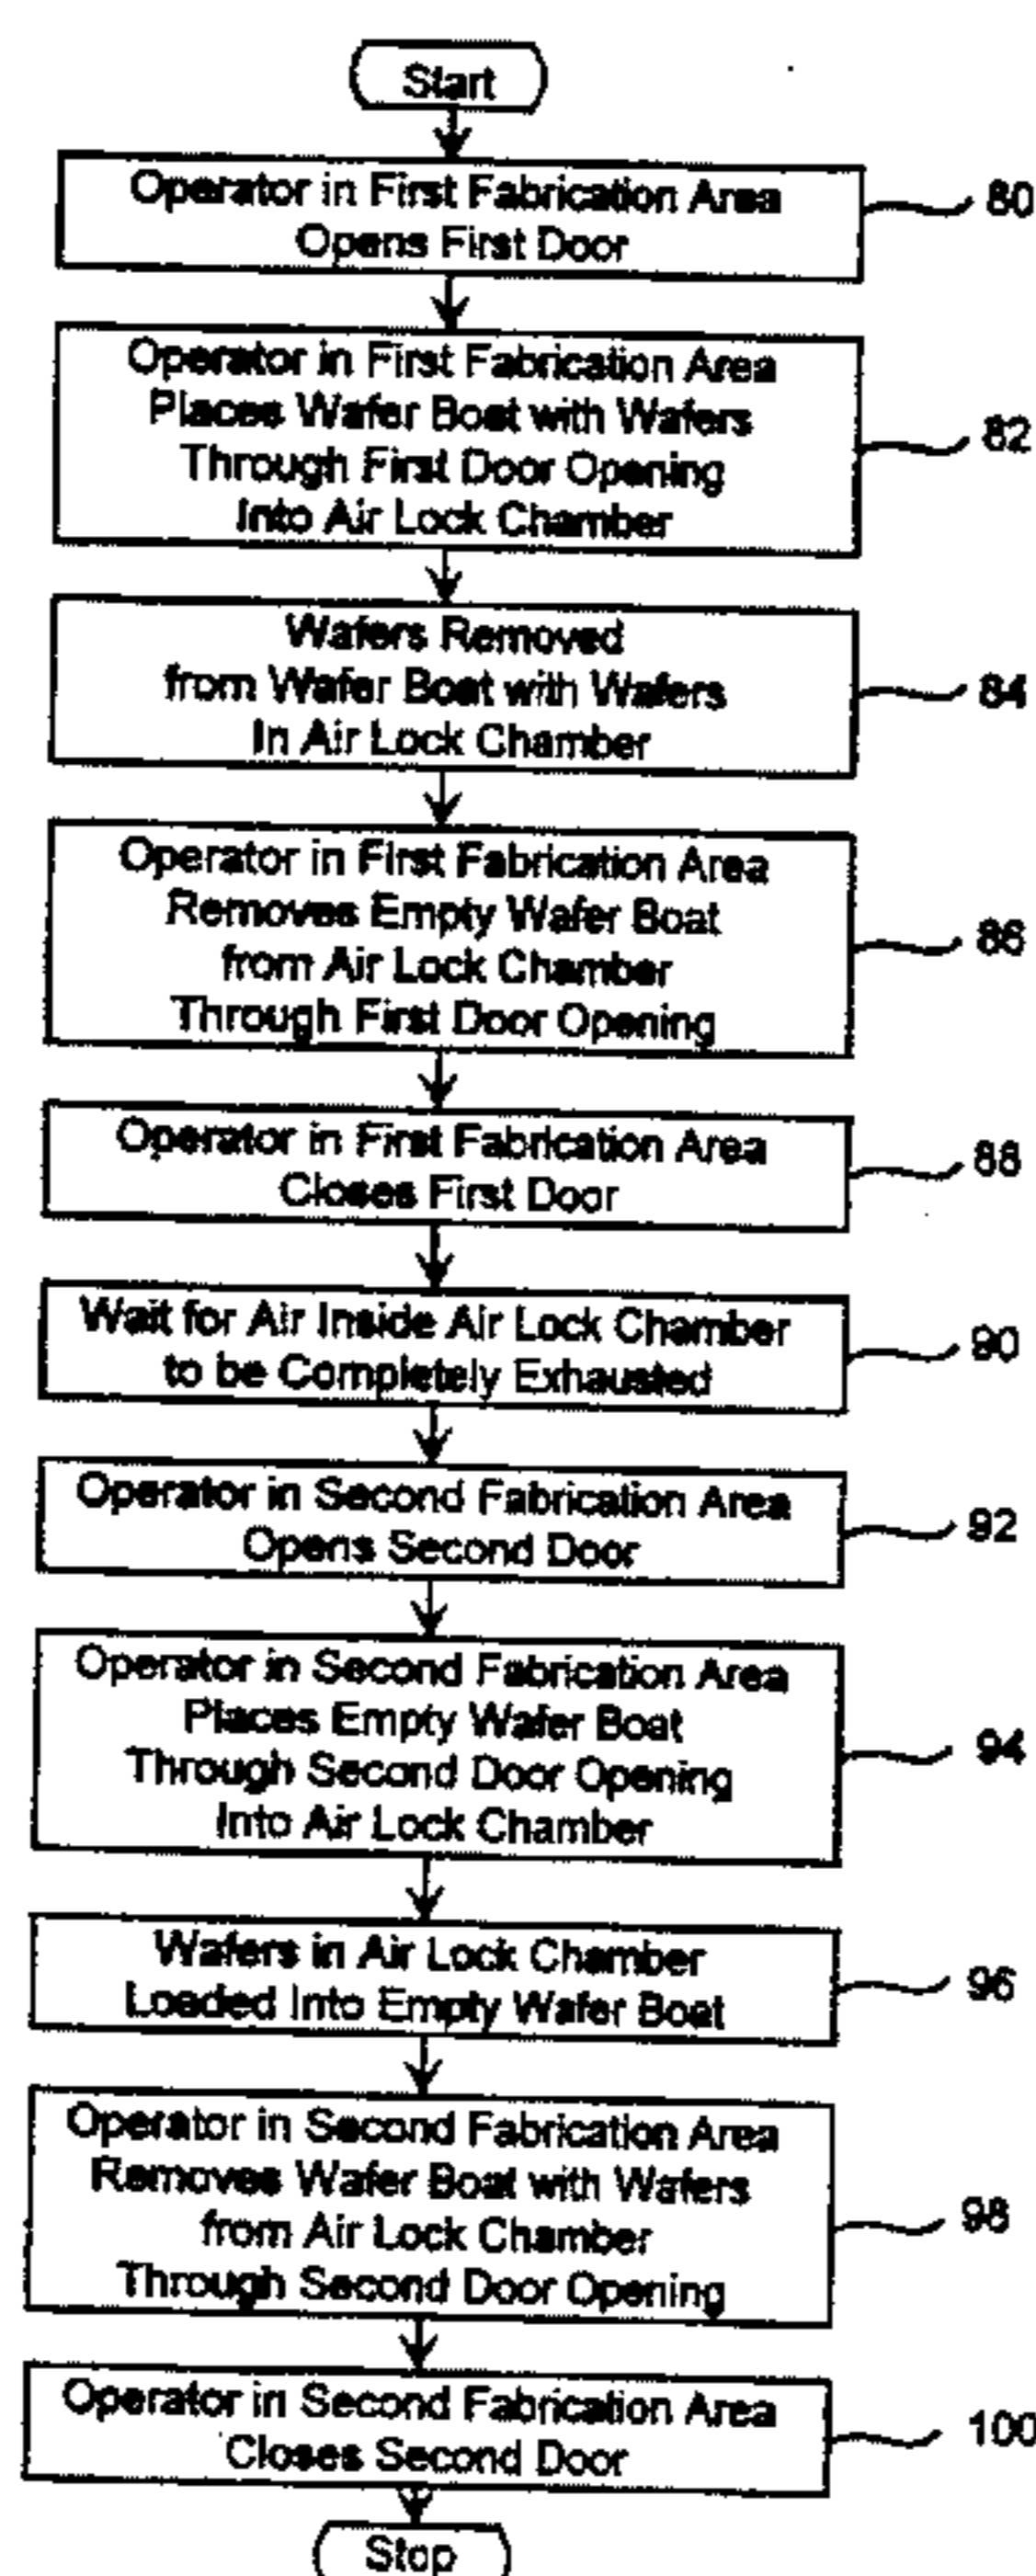 Start
Operator in First Fabrication Area
Opens First Door
80
Operator in First Fabrication Area
Places Wafer Boat with Wafers
Through First Door Opening
Into Air Lock Chamber
82
Wafers Removed
from Wafer Boat with Wafers
In Air Lock Chamber
84
Operator in First Fabrication Area
Removes Empty Wafer Boat
from Air Lock Chamber
Through First Door Opening
86
Operator in First Fabrication Area
Closes First Door
88
Wait for Air Inside Air Lock Chamber
to be Completely Exhausted
90
Operator in Second Fabrication Area
Opens Second Door
92
Operator in Second Fabrication Area
Places Empty Wafer Boat
Through Second Door Opening
Into Air Lock Chamber
94
Wafers in Air Lock Chamber
Loaded Into Empty Wafer Boat
96
Operator in Second Fabrication Area
Removes Wafer Boat with Wafers
from Air Lock Chamber
Through Second Door Opening
98
Operator in Second Fabrication Area
Closes Second Door
100
Stop